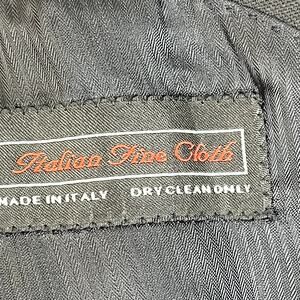 Italian Fine Cloth
MADE IN ITALY DRY CLEAN ONLY